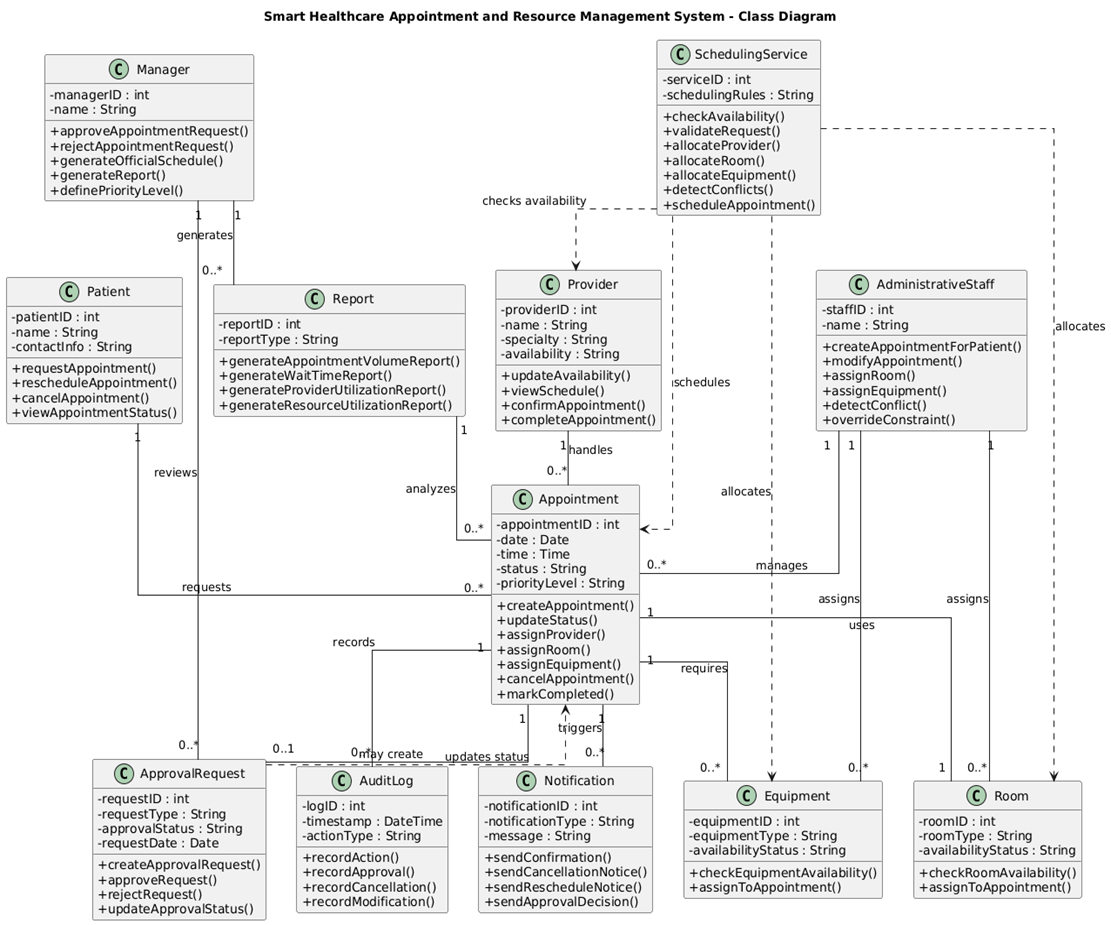 Smart Healthcare Appointment and Resource Management System - Class Diagram
C Manager
-managerID : int
-name : String
+approveAppointmentRequest()
+rejectAppointmentRequest()
+generateOfficialSchedule()
+generateReport()
+definePriorityLevel()
C SchedulingService
-serviceID : int
-schedulingRules : String
+checkAvailability()
+validateRequest()
+allocateProvider()
+allocateRoom()
+allocateEquipment()
+detectConflicts()
+scheduleAppointment()
checks availability
1
1
generates
0..*
C Patient
-patientID : int
-name : String
-contactInfo : String
+requestAppointment()
+rescheduleAppointment()
+cancelAppointment()
+viewAppointmentStatus()
C Report
-reportID : int
-reportType : String
+generateAppointmentVolumeReport()
+generateWaitTimeReport()
+generateProviderUtilizationReport()
+generateResourceUtilizationReport()
C Provider
-providerID : int
-name : String
-specialty : String
-availability : String
+updateAvailability()
+viewSchedule()
+confirmAppointment()
+completeAppointment()
C AdministrativeStaff
-staffID : int
-name : String
+createAppointmentForPatient()
+modifyAppointment()
+assignRoom()
+assignEquipment()
+detectConflict()
+overrideConstraint()
allocates
schedules
1
1
1
handles
0..*
1
1
1
reviews
analyzes
allocates
0..*
C Appointment
-appointmentID : int
-date : Date
-time : Time
-status : String
-priorityLevel : String
+createAppointment()
+updateStatus()
+assignProvider()
+assignRoom()
+assignEquipment()
+cancelAppointment()
+markCompleted()
0..*
manages
requests
0..*
assigns
assigns
1
uses
records
1
1
requires
1
triggers
1
0..*
0..1
0..*
may create
updates status
0..*
0..*
0..*
1
0..*
C ApprovalRequest
-requestID : int
-requestType : String
-approvalStatus : String
-requestDate : Date
+createApprovalRequest()
+approveRequest()
+rejectRequest()
+updateApprovalStatus()
C AuditLog
-logID : int
-timestamp : DateTime
-actionType : String
+recordAction()
+recordApproval()
+recordCancellation()
+recordModification()
C Notification
-notificationID : int
-notificationType : String
-message : String
+sendConfirmation()
+sendCancellationNotice()
+sendRescheduleNotice()
+sendApprovalDecision()
C Equipment
-equipmentID : int
-equipmentType : String
-availabilityStatus : String
+checkEquipmentAvailability()
+assignToAppointment()
C Room
-roomID : int
-roomType : String
-availabilityStatus : String
+checkRoomAvailability()
+assignToAppointment()